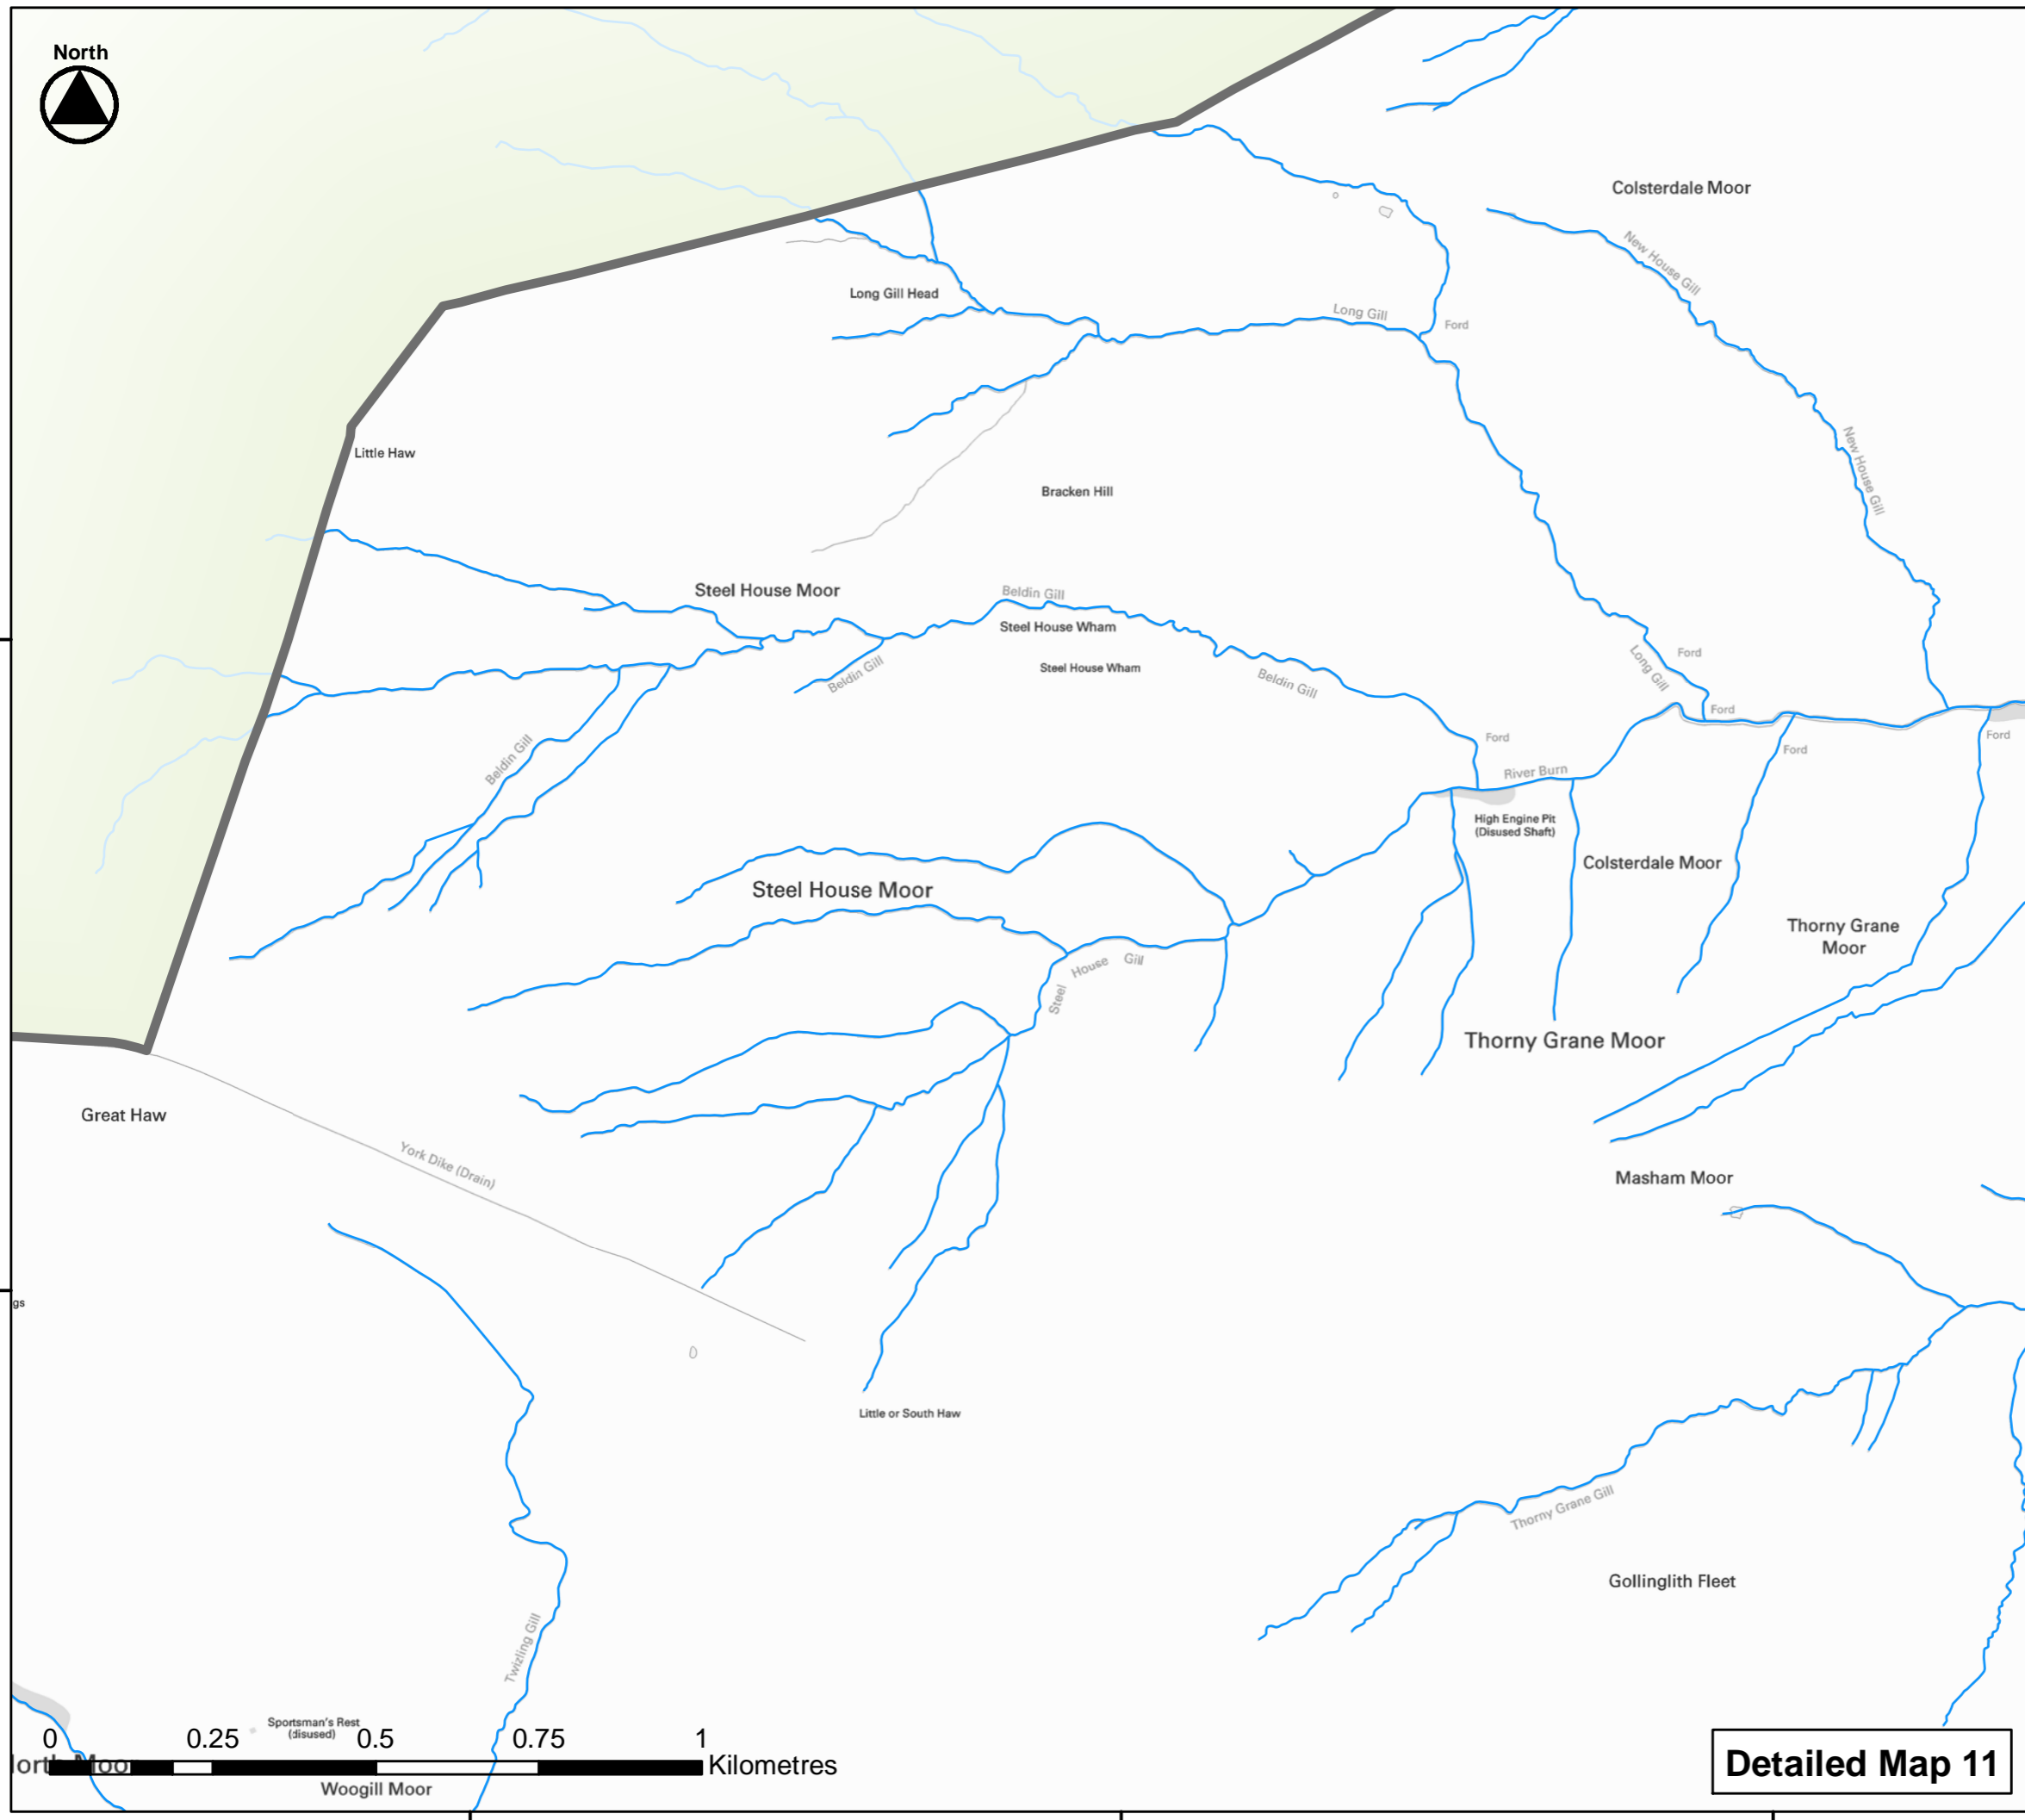 North
Colsterdale Moor
New House Gill
Long Gill Head
Long Gill
Ford
Little Haw
New House Gill
Bracken Hill
Steel House Moor
Beldin Gill
Steel House Wham
Steel House Wham
Beldin Gill
Beldin Gill
Long Gill
Ford
Ford
Beldin Gill
Ford
Ford
Ford
River Burn
High Engine Pit
(Disused Shaft)
Colsterdale Moor
Steel House Moor
Thorny Grane
Moor
Steel House Gill
Thorny Grane Moor
Great Haw
York Dike (Drain)
Masham Moor
gs
Little or South Haw
Thorny Grane Gill
Gollinglith Fleet
Twizling Gill
Sportsman's Rest
(disused)
0 0.25 0.5 0.75 1
Kilometres
orth Moor
Woogill Moor
Detailed Map 11